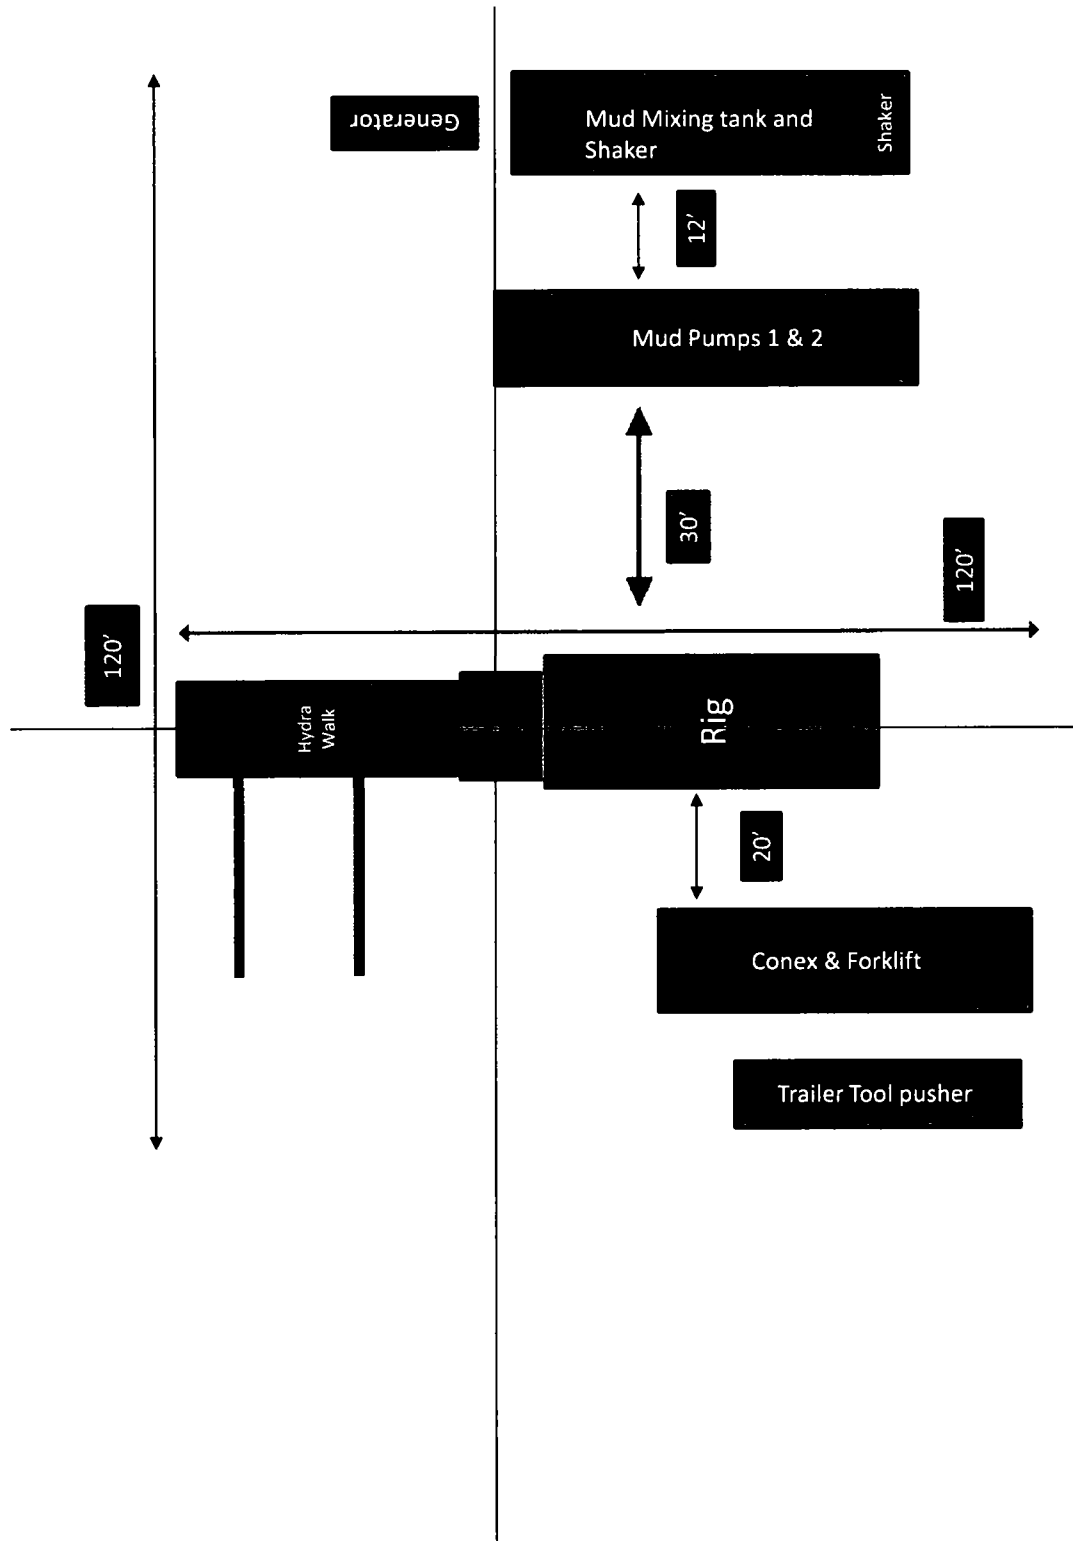 Generator
Mud Mixing tank and
Shaker
Shaker
12'
Mud Pumps 1 & 2
30'
120'
120'
Hydra
Walk
Rig
20'
Conex & Forklift
Trailer Tool pusher